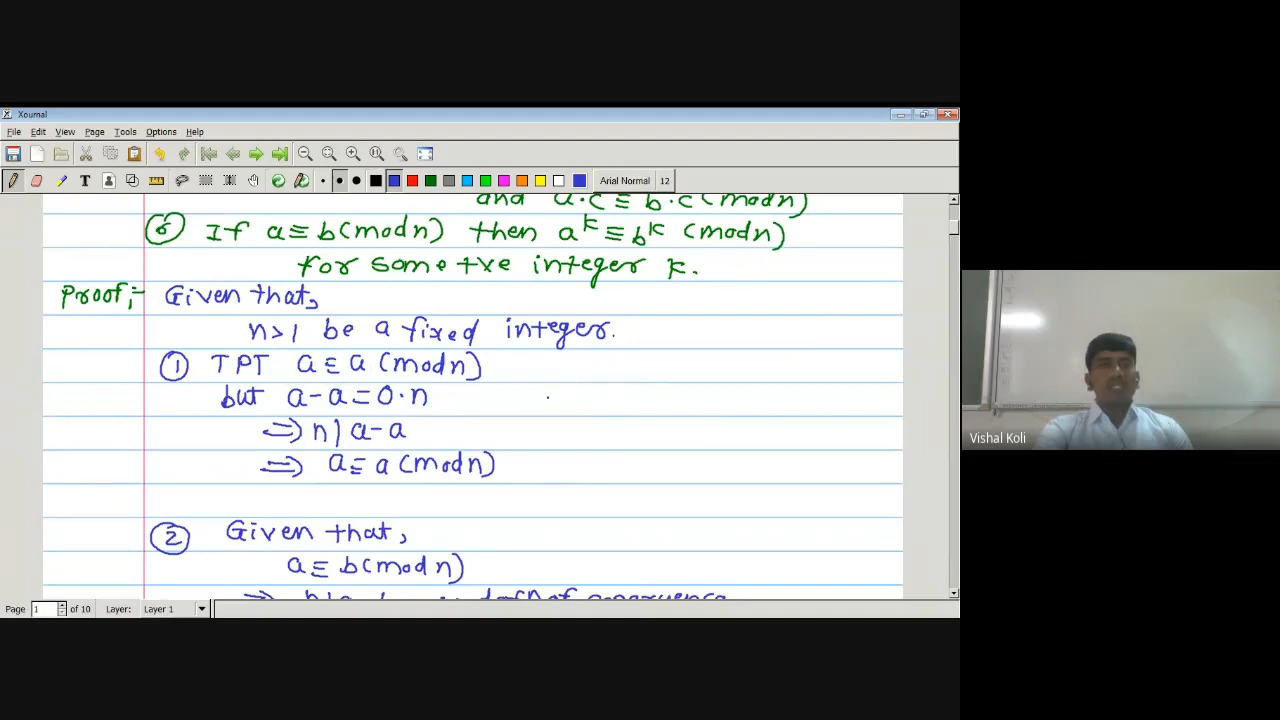 Xournal
File Edit View Page Tools Options Help
Arial Normal 12
and a·c ≡ b·c (mod n)
⑥ If a ≡ b (mod n) then a^k ≡ b^k (mod n)
for some +ve integer k.
Proof:- Given that,
n>1 be a fixed integer.
① TPT a ≡ a (mod n)
but a-a = 0·n
⇒ n | a-a
⇒ a ≡ a (mod n)
② Given that,
a ≡ b (mod n)
Page 1 of 10 Layer: Layer 1
Vishal Koli